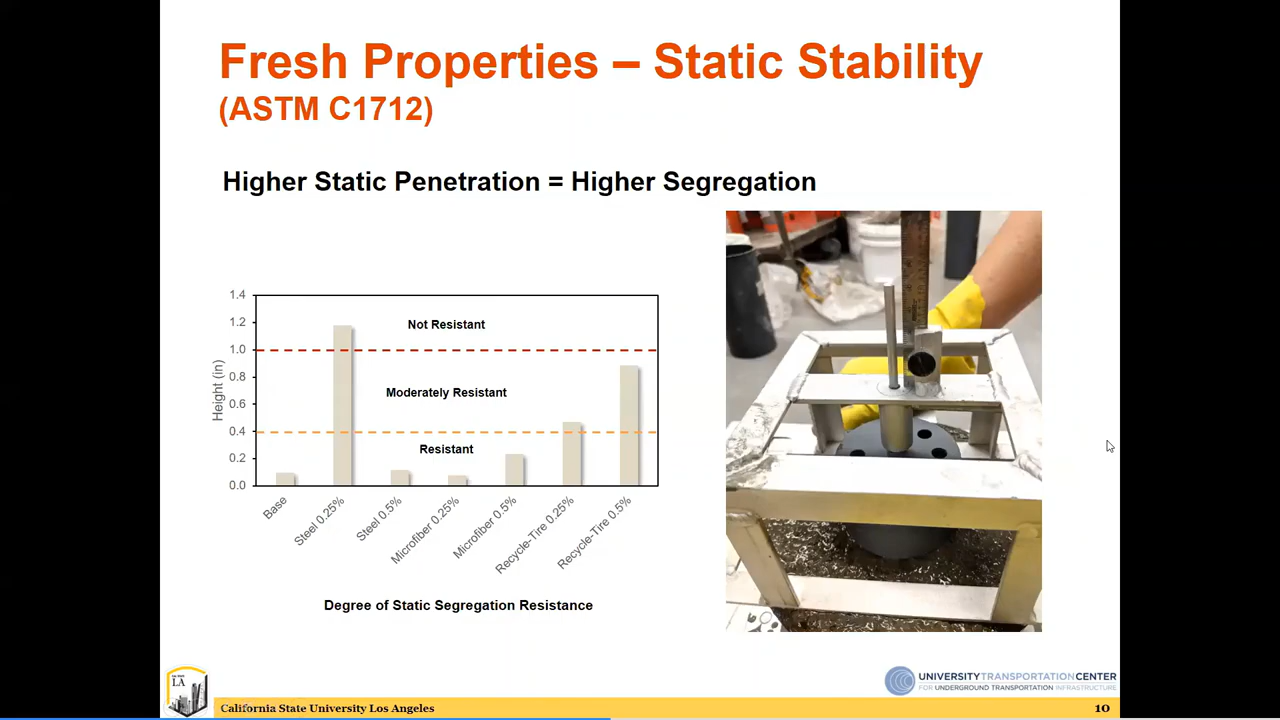 Fresh Properties – Static Stability
(ASTM C1712)
Higher Static Penetration = Higher Segregation
1.4
1.2
1.0
0.8
0.6
0.4
0.2
0.0
Height (in)
Not Resistant
Moderately Resistant
Resistant
Base
Steel 0.25%
Steel 0.5%
Microfiber 0.25%
Microfiber 0.5%
Recycle-Tire 0.25%
Recycle-Tire 0.5%
Degree of Static Segregation Resistance
LA
UNIVERSITY TRANSPORTATION CENTER
FOR UNDERGROUND TRANSPORTATION INFRASTRUCTURE
California State University Los Angeles
10